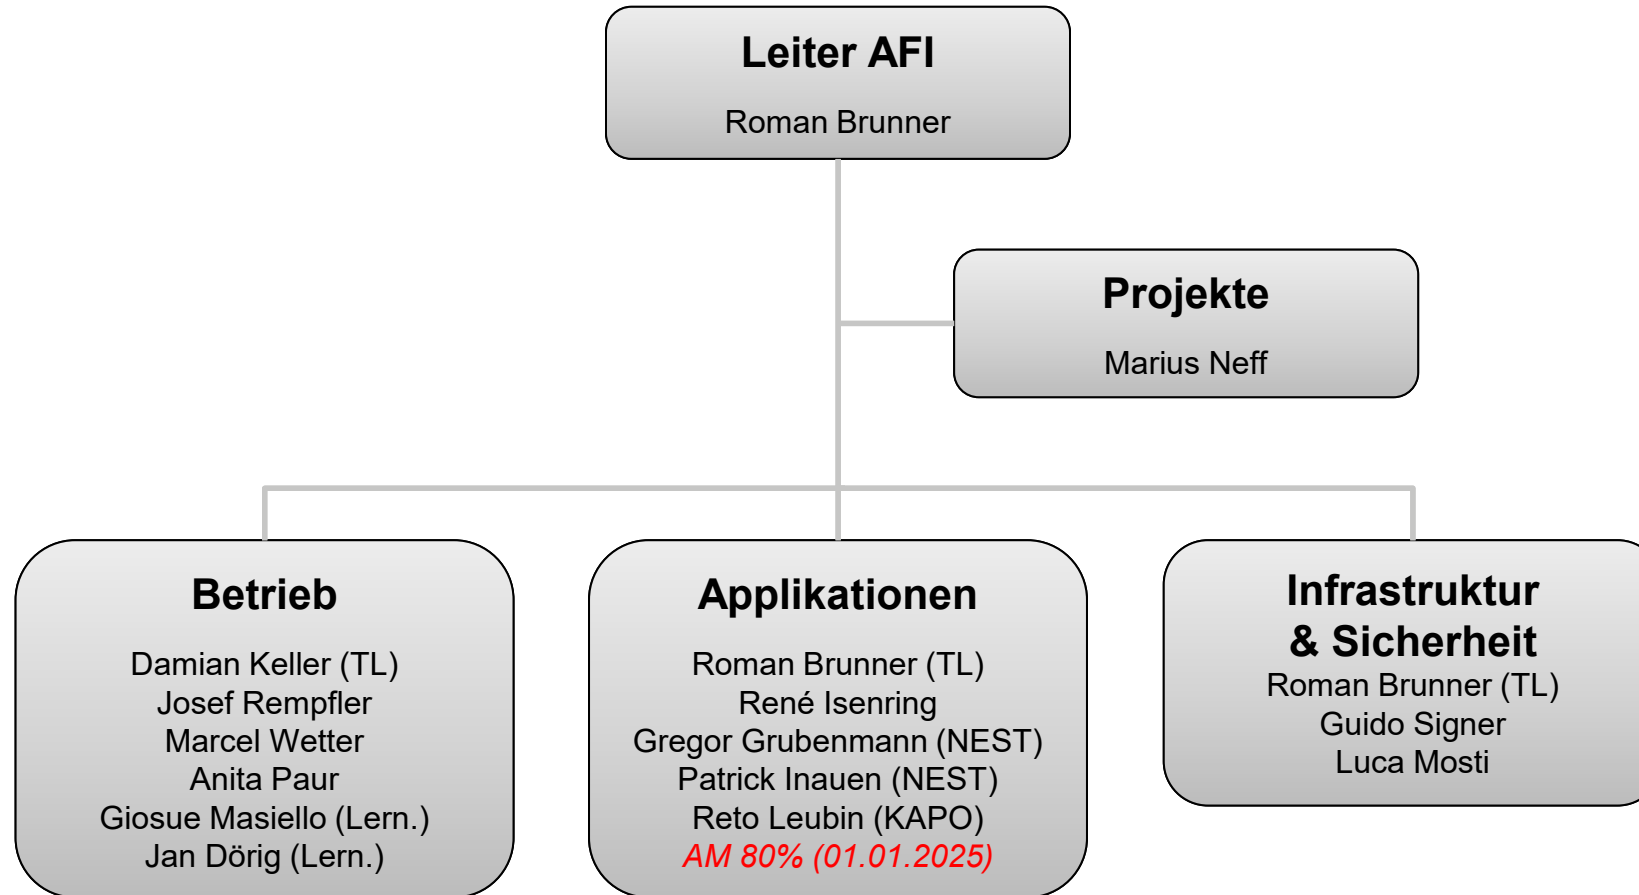 Leiter AFI
Roman Brunner
Projekte
Marius Neff
Betrieb
Damian Keller (TL)
Josef Rempfler
Marcel Wetter
Anita Paur
Giosue Masiello (Lern.)
Jan Dörig (Lern.)
Applikationen
Roman Brunner (TL)
René Isenring
Gregor Grubenmann (NEST)
Patrick Inauen (NEST)
Reto Leubin (KAPO)
AM 80% (01.01.2025)
Infrastruktur
& Sicherheit
Roman Brunner (TL)
Guido Signer
Luca Mosti